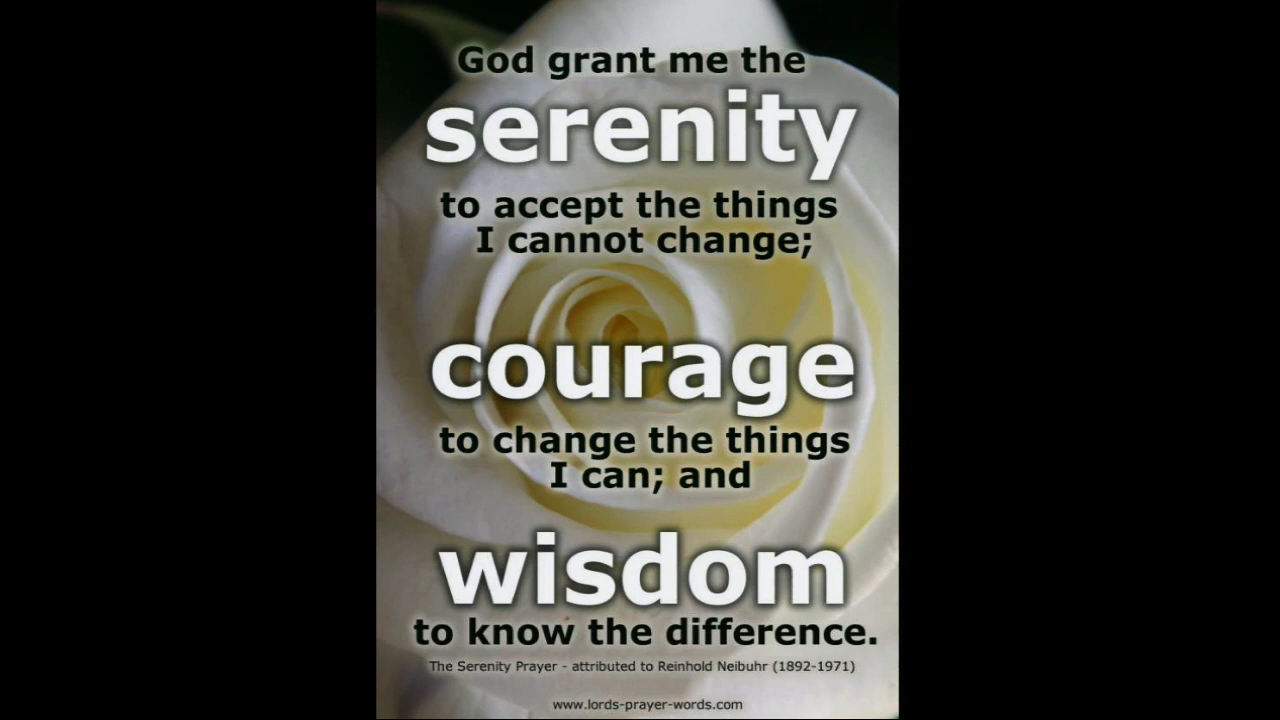 God grant me the
serenity
to accept the things
I cannot change;
courage
to change the things
I can; and
wisdom
to know the difference.
The Serenity Prayer - attributed to Reinhold Neibuhr (1892-1971)
www.lords-prayer-words.com